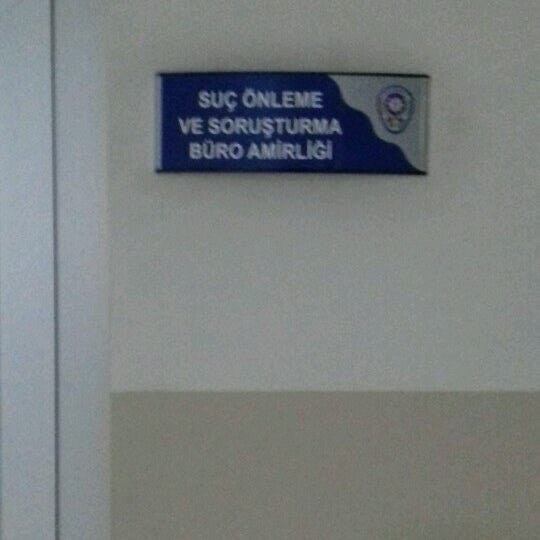 SUÇ ÖNLEME
VE SORUŞTURMA
BÜRO AMİRLİĞİ